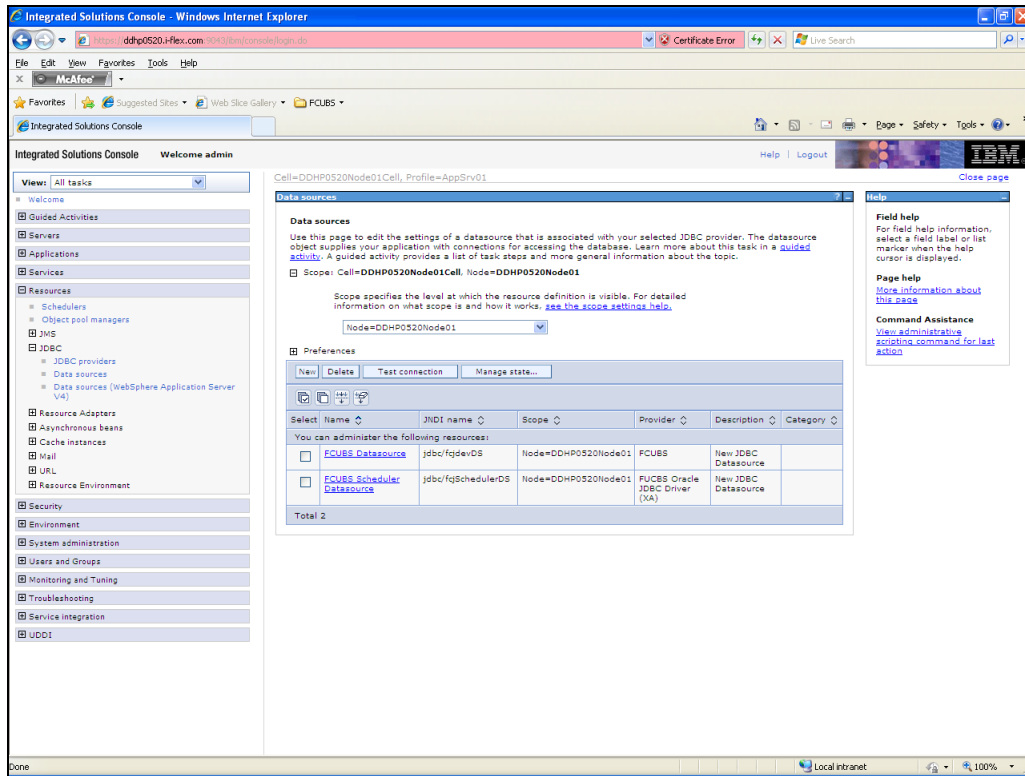 Integrated Solutions Console - Windows Internet Explorer
https://ddhp0520.i-flex.com:9043/ibm/console/login.do
Certificate Error
Live Search
File Edit View Favorites Tools Help
McAfee
Favorites
Suggested Sites
Web Slice Gallery
FCUBS
Integrated Solutions Console
Page Safety Tools
Integrated Solutions Console Welcome admin
Help | Logout
IBM
View: All tasks
Cell=DDHP0520Node01Cell, Profile=AppSrv01
Close page
Welcome
Guided Activities
Servers
Applications
Services
Resources
Schedulers
Object pool managers
JMS
JDBC
JDBC providers
Data sources
Data sources (WebSphere Application Server
V4)
Resource Adapters
Asynchronous beans
Cache instances
Mail
URL
Resource Environment
Security
Environment
System administration
Users and Groups
Monitoring and Tuning
Troubleshooting
Service integration
UDDI
Data sources
Data sources
Use this page to edit the settings of a datasource that is associated with your selected JDBC provider. The datasource
object supplies your application with connections for accessing the database. Learn more about this task in a guided
activity. A guided activity provides a list of task steps and more general information about the topic.
Scope: Cell=DDHP0520Node01Cell, Node=DDHP0520Node01
Scope specifies the level at which the resource definition is visible. For detailed
information on what scope is and how it works, see the scope settings help.
Node=DDHP0520Node01
Preferences
New Delete Test connection Manage state...
Select Name JNDI name Scope Provider Description Category
You can administer the following resources:
FCUBS Datasource jdbc/fcjdevDS Node=DDHP0520Node01 FCUBS New JDBC
Datasource
FCUBS Scheduler jdbc/fcjSchedulerDS Node=DDHP0520Node01 FUCBS Oracle New JDBC
Datasource JDBC Driver Datasource
(XA)
Total 2
Help
Field help
For field help information,
select a field label or list
marker when the help
cursor is displayed.
Page help
More information about
this page
Command Assistance
View administrative
scripting command for last
action
Done
Local intranet
100%